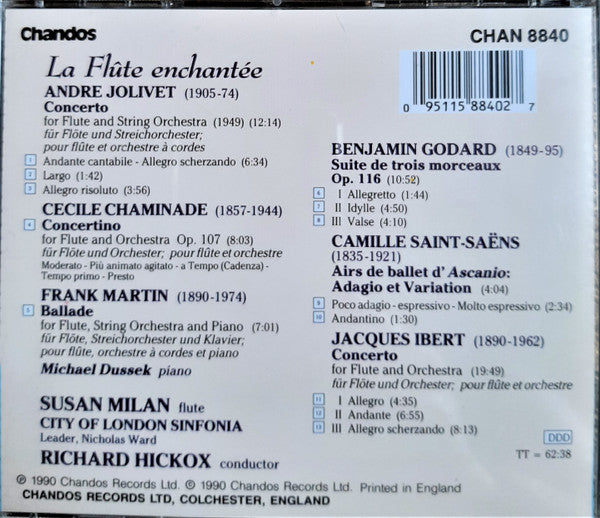 Chandos
CHAN 8840
La Flûte enchantée
0 95115 88402 7
ANDRE JOLIVET (1905-74)
Concerto
for Flute and String Orchestra (1949) (12:14)
für Flöte und Streichorchester;
pour flûte et orchestre à cordes
1 Andante cantabile - Allegro scherzando (6:34)
2 Largo (1:42)
3 Allegro risoluto (3:56)
CECILE CHAMINADE (1857-1944)
4 Concertino
for Flute and Orchestra Op. 107 (8:03)
für Flöte und Orchester; pour flûte et orchestre
Moderato - Più animato agitato - a Tempo (Cadenza) -
Tempo primo - Presto
FRANK MARTIN (1890-1974)
5 Ballade
for Flute, String Orchestra and Piano (7:01)
für Flöte, Streichorchester und Klavier;
pour flûte, orchestre à cordes et piano
Michael Dussek piano
SUSAN MILAN flute
CITY OF LONDON SINFONIA
Leader, Nicholas Ward
RICHARD HICKOX conductor
BENJAMIN GODARD (1849-95)
Suite de trois morceaux
Op. 116 (10:52)
6 I Allegretto (1:44)
7 II Idylle (4:50)
8 III Valse (4:10)
CAMILLE SAINT-SAËNS
(1835-1921)
Airs de ballet d'Ascanio:
Adagio et Variation (4:04)
9 Poco adagio - espressivo - Molto espressivo (2:34)
10 Andantino (1:30)
JACQUES IBERT (1890-1962)
Concerto
for Flute and Orchestra (19:49)
für Flöte und Orchester; pour flûte et orchestre
11 I Allegro (4:35)
12 II Andante (6:55)
13 III Allegro scherzando (8:13)
DDD
TT = 62:38
℗ 1990 Chandos Records Ltd. © 1990 Chandos Records Ltd. Printed in England
CHANDOS RECORDS LTD, COLCHESTER, ENGLAND